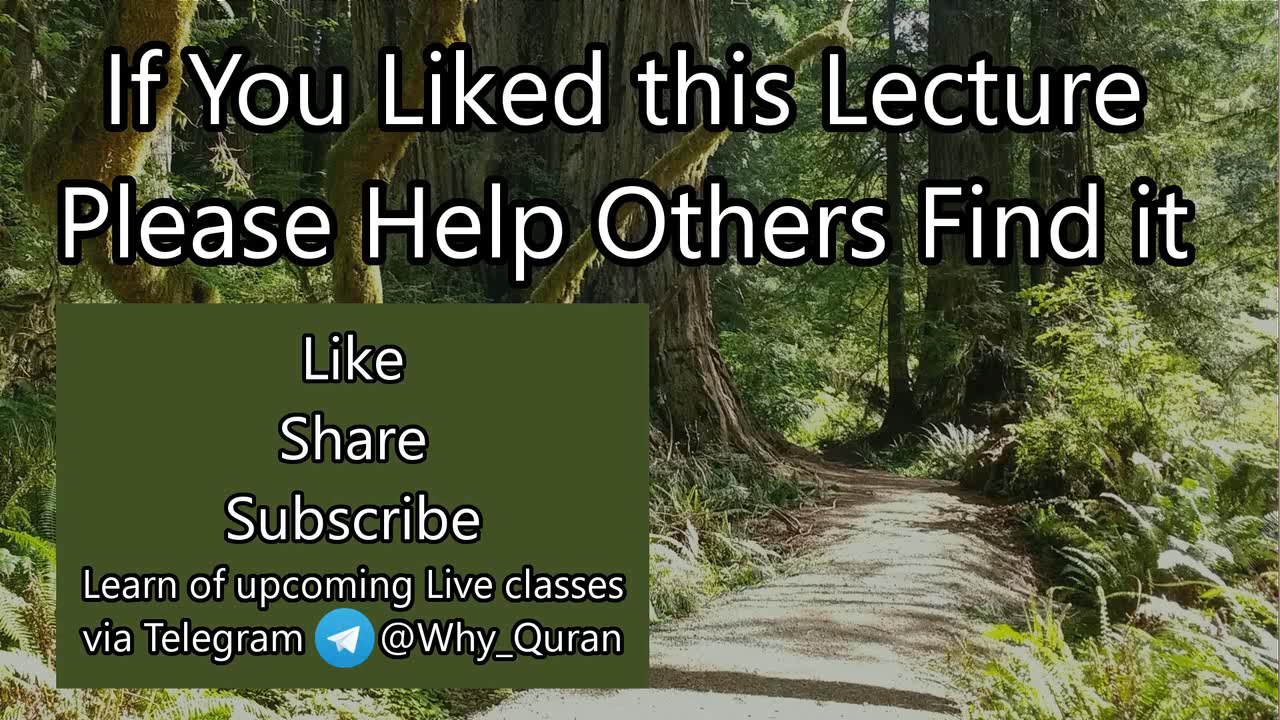 If You Liked this Lecture
Please Help Others Find it
Like
Share
Subscribe
Learn of upcoming Live classes
via Telegram @Why_Quran